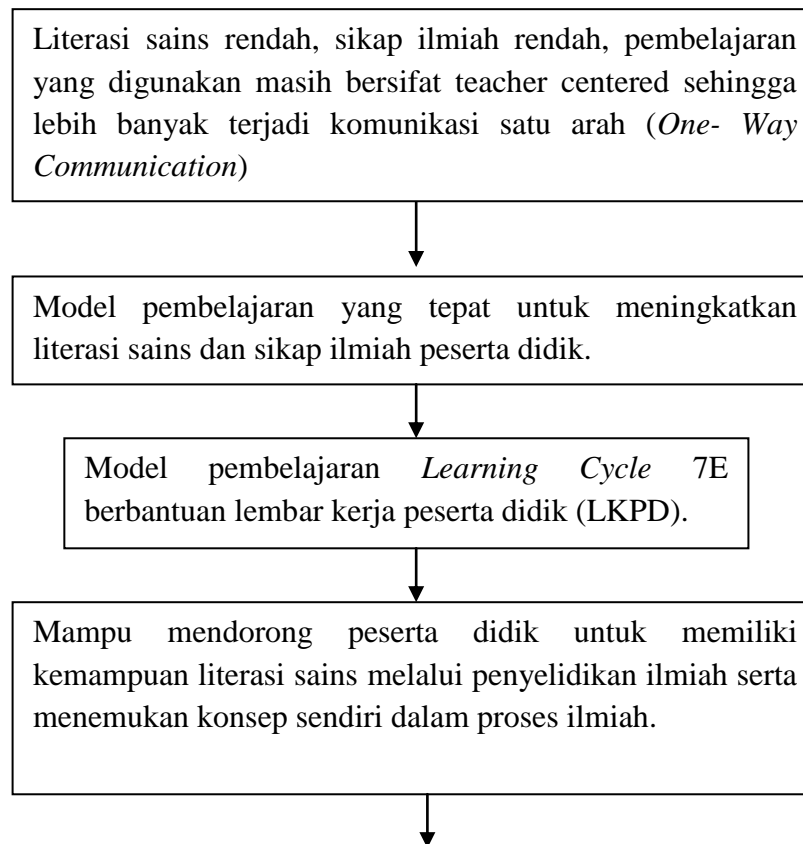 Literasi sains rendah, sikap ilmiah rendah, pembelajaran
yang digunakan masih bersifat teacher centered sehingga
lebih banyak terjadi komunikasi satu arah (One- Way
Communication)
Model pembelajaran yang tepat untuk meningkatkan
literasi sains dan sikap ilmiah peserta didik.
Model pembelajaran Learning Cycle 7E
berbantuan lembar kerja peserta didik (LKPD).
Mampu mendorong peserta didik untuk memiliki
kemampuan literasi sains melalui penyelidikan ilmiah serta
menemukan konsep sendiri dalam proses ilmiah.